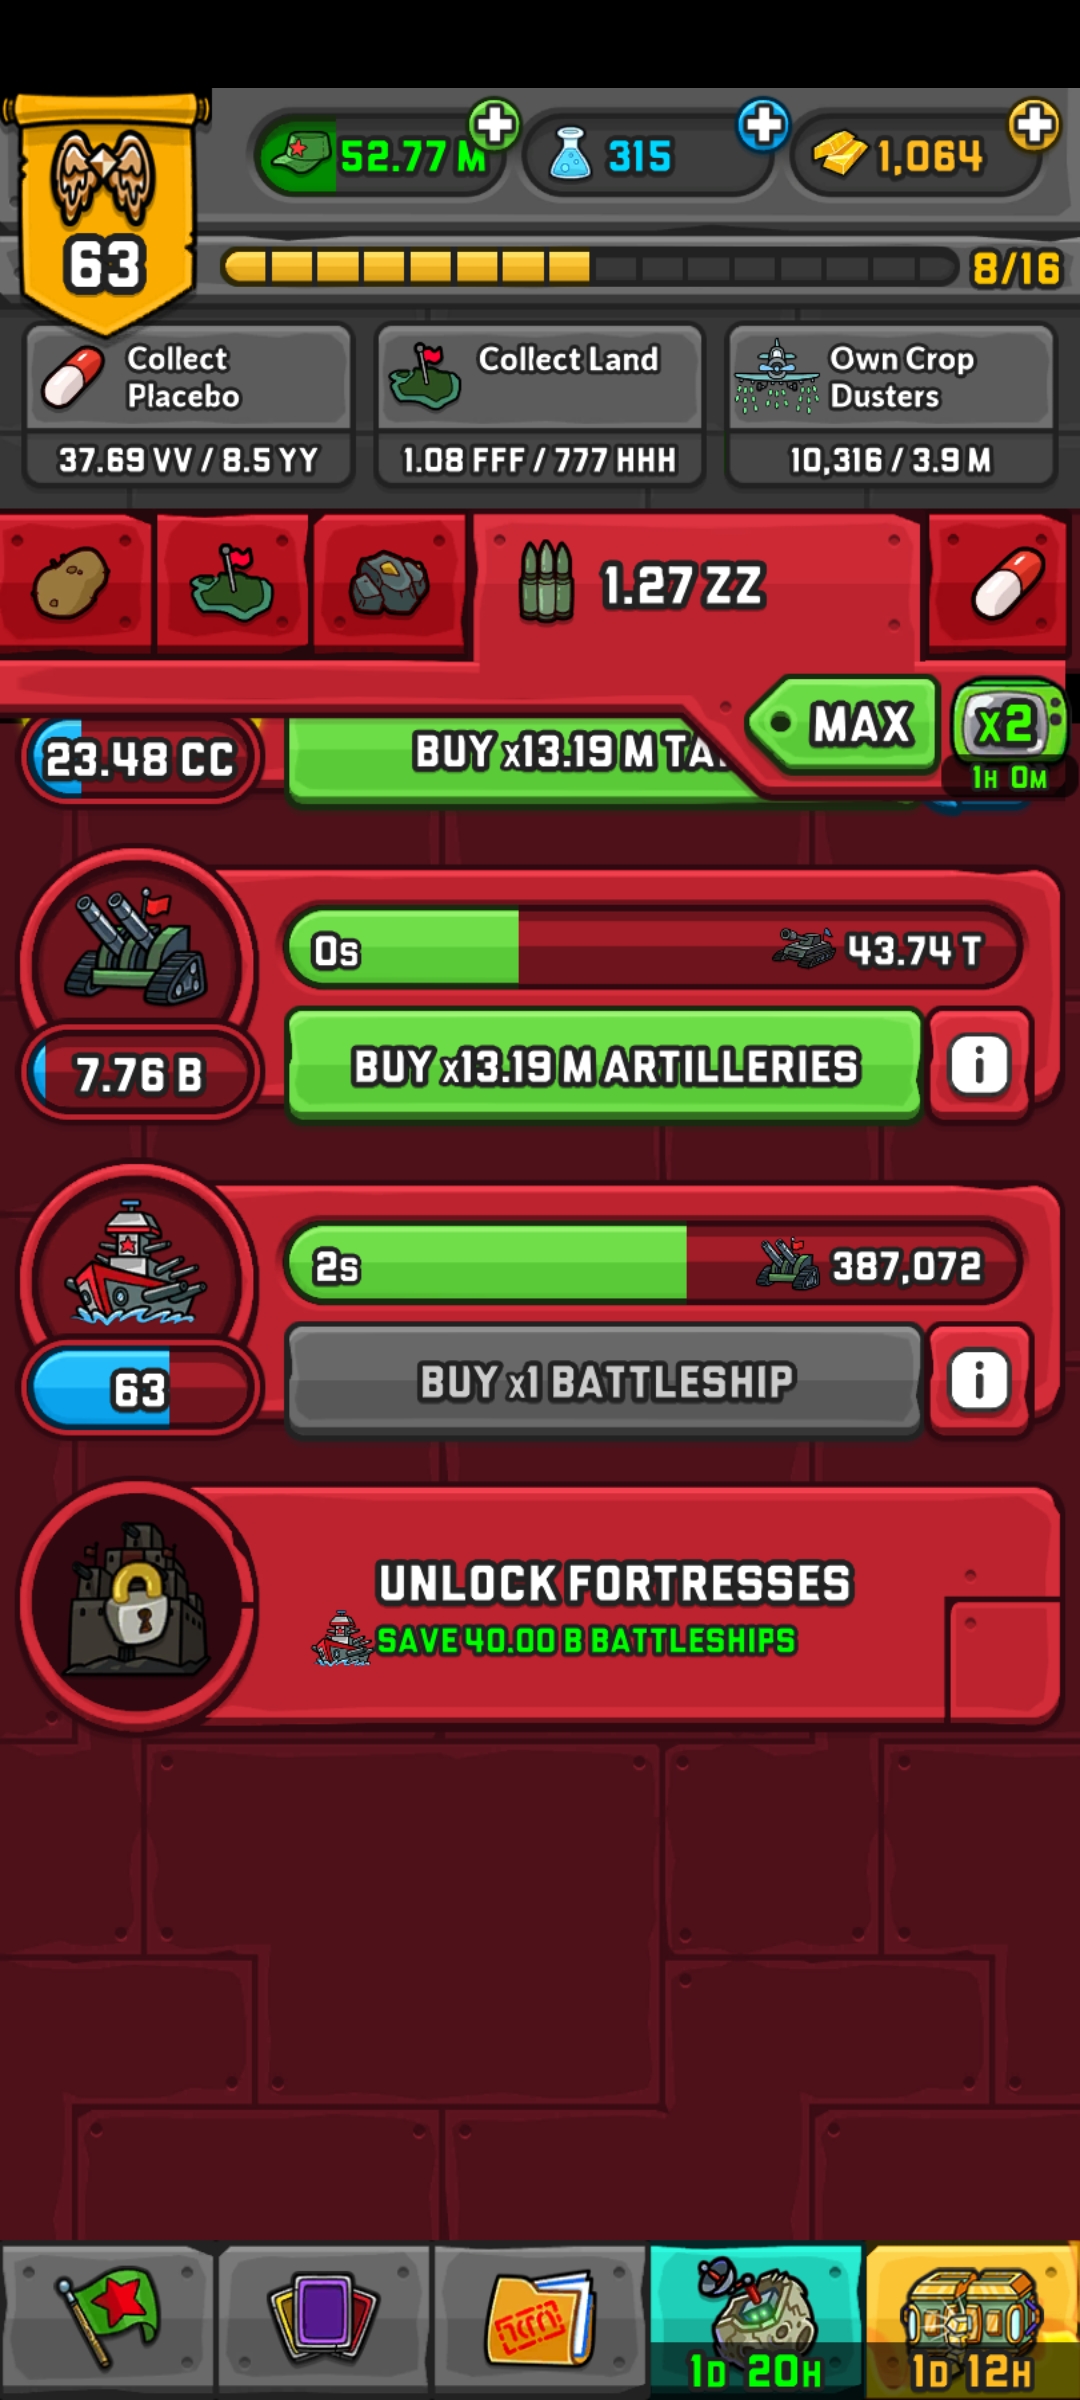 52.77 M
315
1,064
63
8/16
Collect
Placebo
37.69 VV / 8.5 YY
Collect Land
1.08 FFF / 777 HHH
Own Crop
Dusters
10,316 / 3.9 M
1.27 ZZ
MAX
x2
1H 0M
23.48 CC
BUY x13.19 M
0s
43.74 T
7.76 B
BUY x13.19 M ARTILLERIES
i
2s
387,072
63
BUY x1 BATTLESHIP
i
UNLOCK FORTRESSES
SAVE 40.00 B BATTLESHIPS
1D 20H
1D 12H